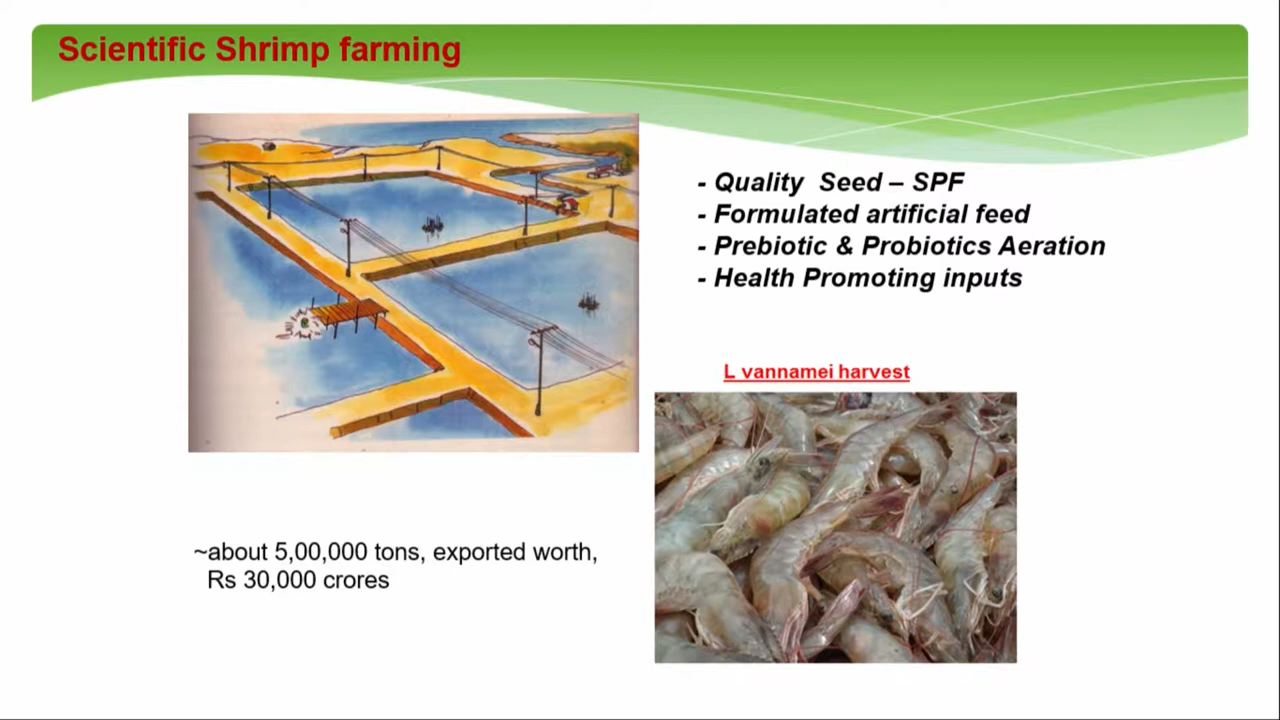 Scientific Shrimp farming
- Quality Seed – SPF
- Formulated artificial feed
- Prebiotic & Probiotics Aeration
- Health Promoting inputs
L vannamei harvest
~about 5,00,000 tons, exported worth,
Rs 30,000 crores